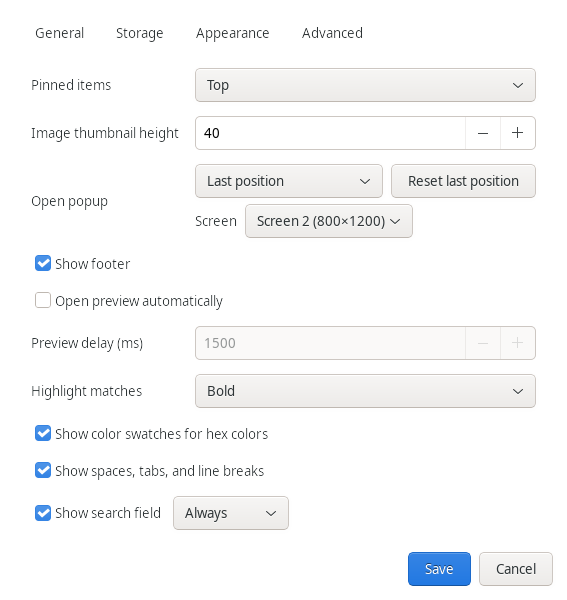 General Storage Appearance Advanced
Pinned items Top
Image thumbnail height 40
Last position Reset last position
Open popup
Screen Screen 2 (800×1200)
Show footer
Open preview automatically
Preview delay (ms) 1500
Highlight matches Bold
Show color swatches for hex colors
Show spaces, tabs, and line breaks
Show search field Always
Save Cancel